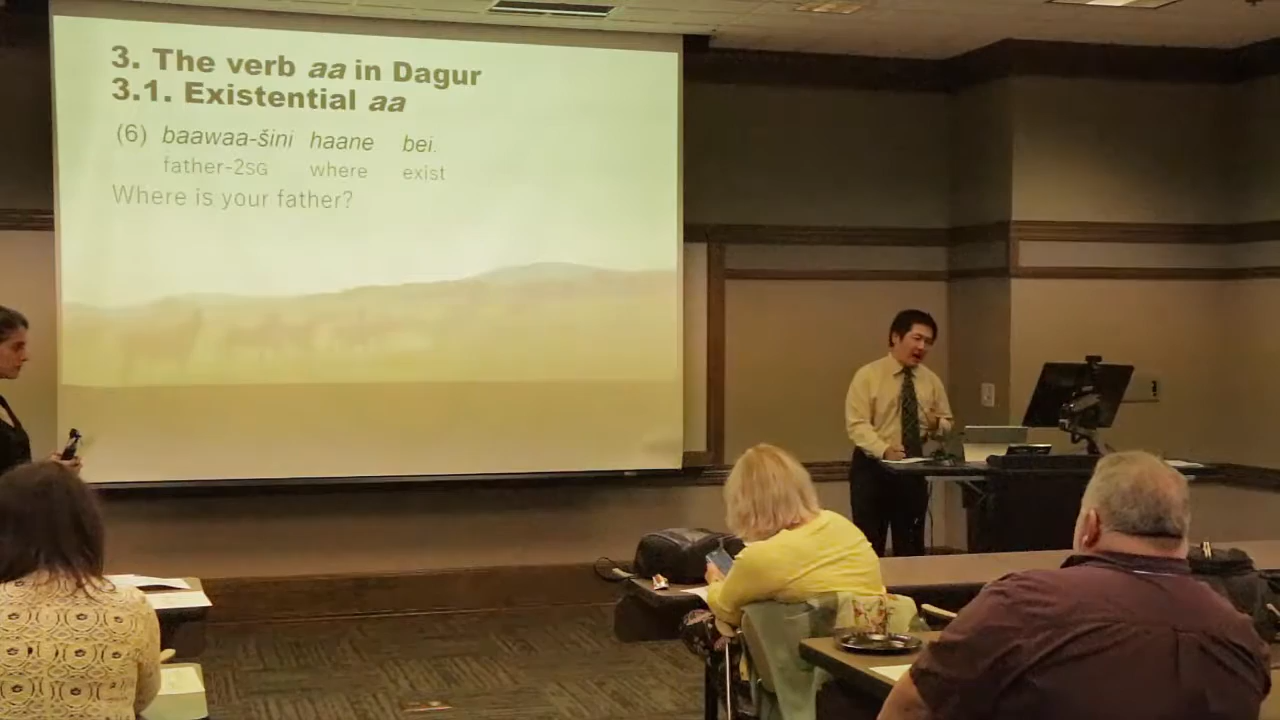 3. The verb aa in Dagur
3.1. Existential aa
(6) baawaa-šini haane bei.
father-2SG where exist
Where is your father?